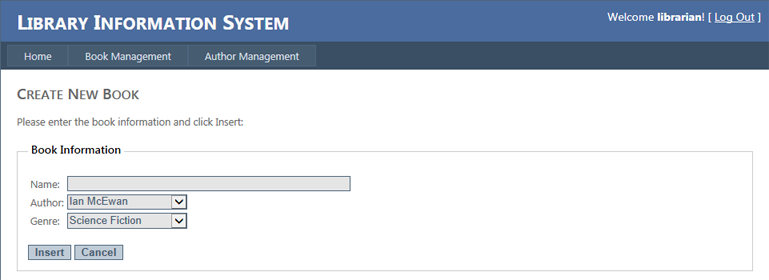 LIBRARY INFORMATION SYSTEM
Welcome librarian! [ Log Out ]
Home Book Management Author Management
CREATE NEW BOOK
Please enter the book information and click Insert:
Book Information
Name:
Author: Ian McEwan
Genre: Science Fiction
Insert Cancel